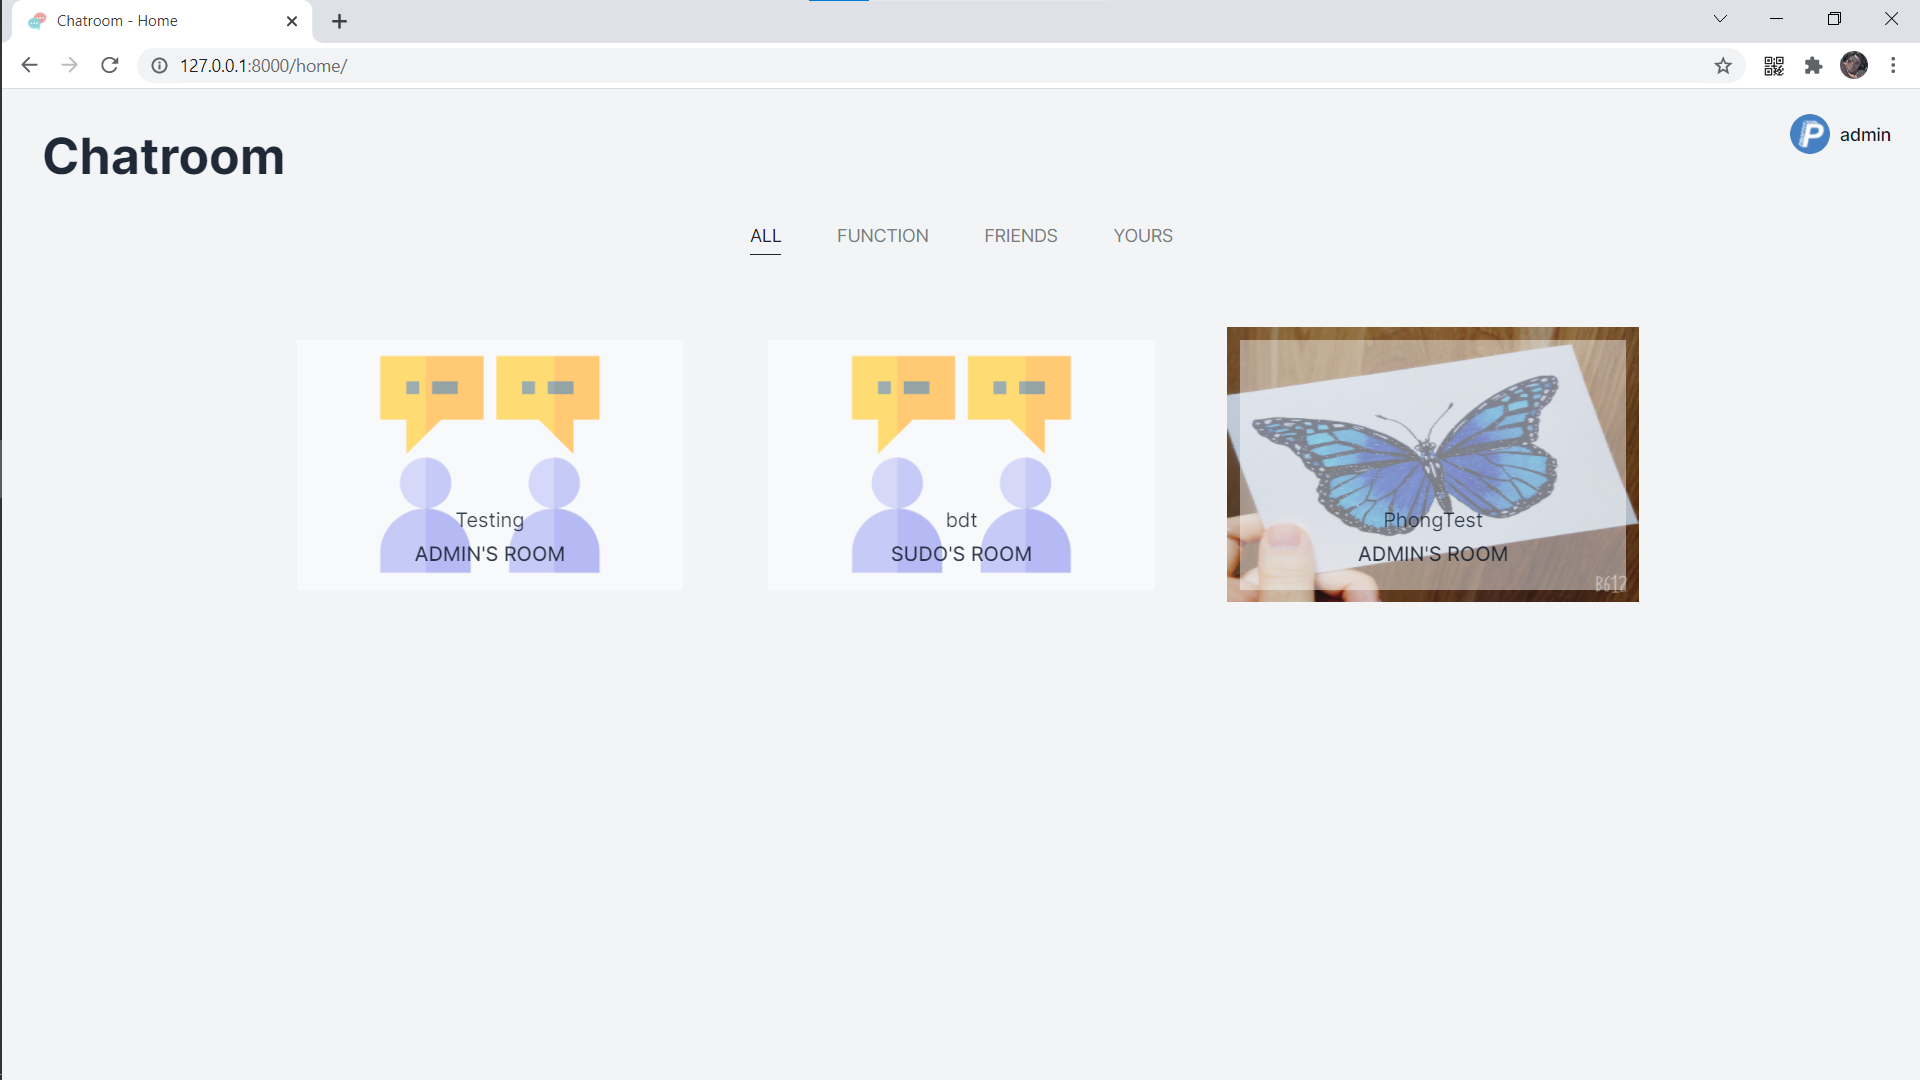 Chatroom - Home
127.0.0.1:8000/home/
Chatroom
P admin
ALL FUNCTION FRIENDS YOURS
Testing
ADMIN'S ROOM
bdt
SUDO'S ROOM
PhongTest
ADMIN'S ROOM
B612